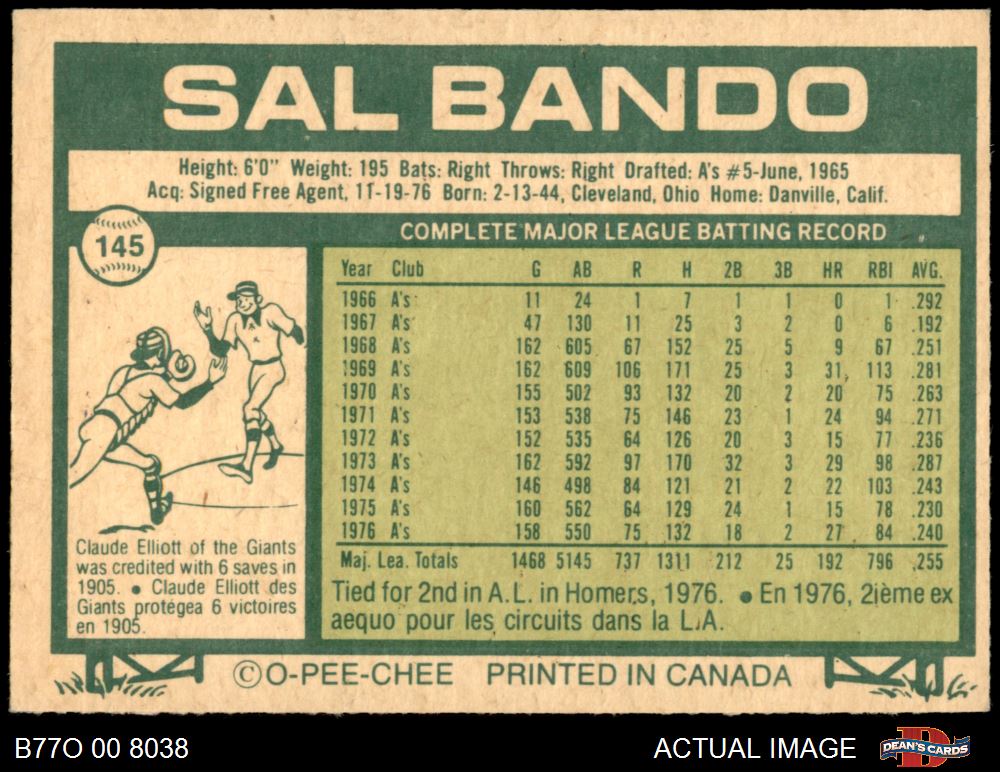 SAL BANDO
Height: 6'0" Weight: 195 Bats: Right Throws: Right Drafted: A's #5-June, 1965
Acq: Signed Free Agent, 11-19-76 Born: 2-13-44, Cleveland, Ohio Home: Danville, Calif.
145
COMPLETE MAJOR LEAGUE BATTING RECORD
Year Club G AB R H 2B 3B HR RBI AVG.
1966 A's 11 24 1 7 1 1 0 1 .292
1967 A's 47 130 11 25 3 2 0 6 .192
1968 A's 162 605 67 152 25 5 9 67 .251
1969 A's 162 609 106 171 25 3 31 113 .281
1970 A's 155 502 93 132 20 2 20 75 .263
1971 A's 153 538 75 146 23 1 24 94 .271
1972 A's 152 535 64 126 20 3 15 77 .236
1973 A's 162 592 97 170 32 3 29 98 .287
1974 A's 146 498 84 121 21 2 22 103 .243
1975 A's 160 562 64 129 24 1 15 78 .230
1976 A's 158 550 75 132 18 2 27 84 .240
Maj. Lea. Totals 1468 5145 737 1311 212 25 192 796 .255
Tied for 2nd in A.L. in Homers, 1976. ● En 1976, 2ième ex
aequo pour les circuits dans la L.A.
Claude Elliott of the Giants
was credited with 6 saves in
1905. ● Claude Elliott des
Giants protégea 6 victoires
en 1905.
©O-PEE-CHEE PRINTED IN CANADA
B77O 00 8038
ACTUAL IMAGE
DEAN'S CARDS